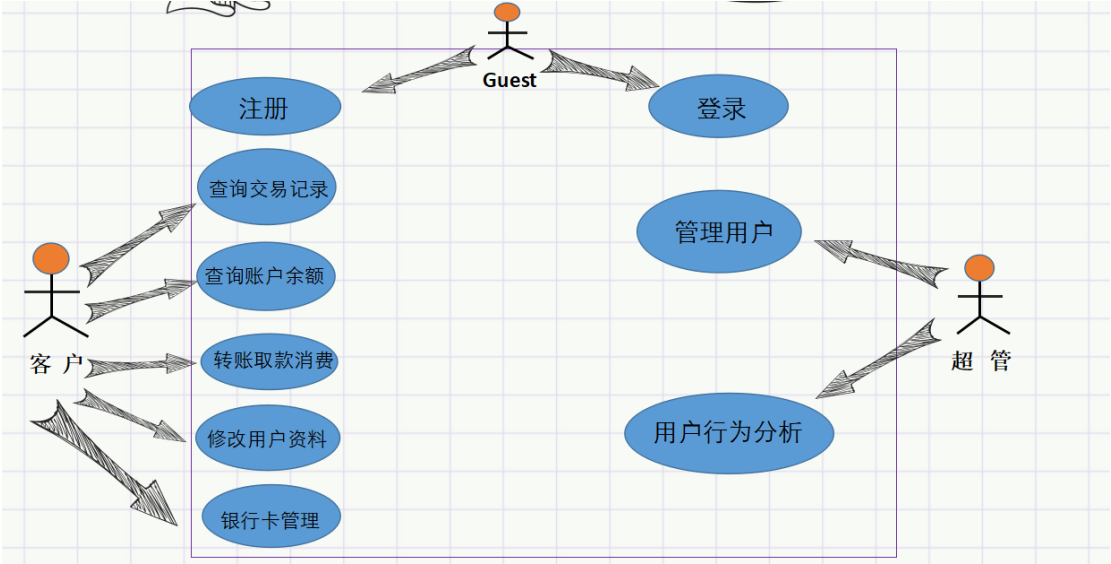 Guest
注册
登录
查询交易记录
管理用户
查询账户余额
客 户
转账取款消费
超 管
修改用户资料
用户行为分析
银行卡管理